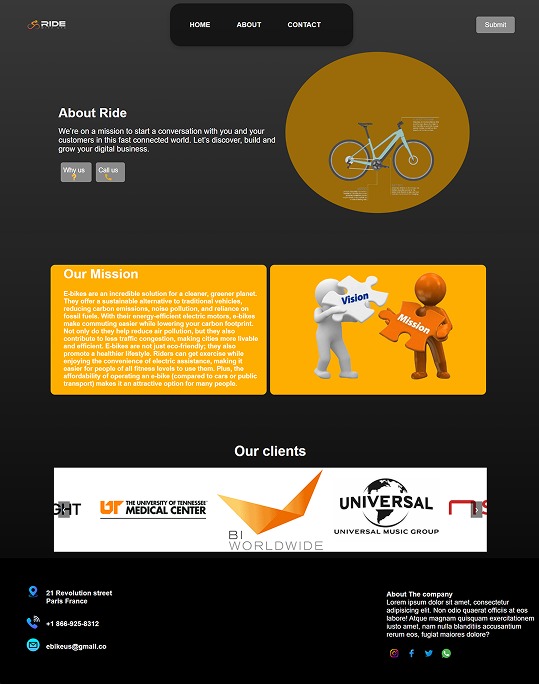 RIDE
HOME
ABOUT
CONTACT
Submit
About Ride
We're on a mission to start a conversation with you and your
customers in this fast connected world. Let's discover, build and
grow your digital business.
Why us
?
Call us
Our Mission
E-bikes are an incredible solution for a cleaner, greener planet.
They offer a sustainable alternative to traditional vehicles,
reducing carbon emissions, noise pollution, and reliance on
fossil fuels. With their energy-efficient electric motors, e-bikes
make commuting easier while lowering your carbon footprint.
Not only do they help reduce air pollution, but they also
contribute to less traffic congestion, making cities more livable
and efficient. E-bikes are not just eco-friendly; they also
promote a healthier lifestyle. Riders can get exercise while
enjoying the convenience of electric assistance, making it
easier for people of all fitness levels to use them. Plus, the
affordability of operating an e-bike (compared to cars or public
transport) makes it an attractive option for many people.
Vision
Mission
Our clients
GHT
UT
THE UNIVERSITY OF TENNESSEE
MEDICAL CENTER
BI
WORLDWIDE
UNIVERSAL
UNIVERSAL MUSIC GROUP
21 Revolution street
Paris France
+1 866-925-8312
ebikeus@gmail.co
About The company
Lorem ipsum dolor sit amet, consectetur
adipisicing elit. Non odio quaerat officiis at eos
labore! Atque magnam quisquam exercitationem
iusto amet, nam nulla blanditiis accusantium
rerum eos, fugiat maiores dolore?